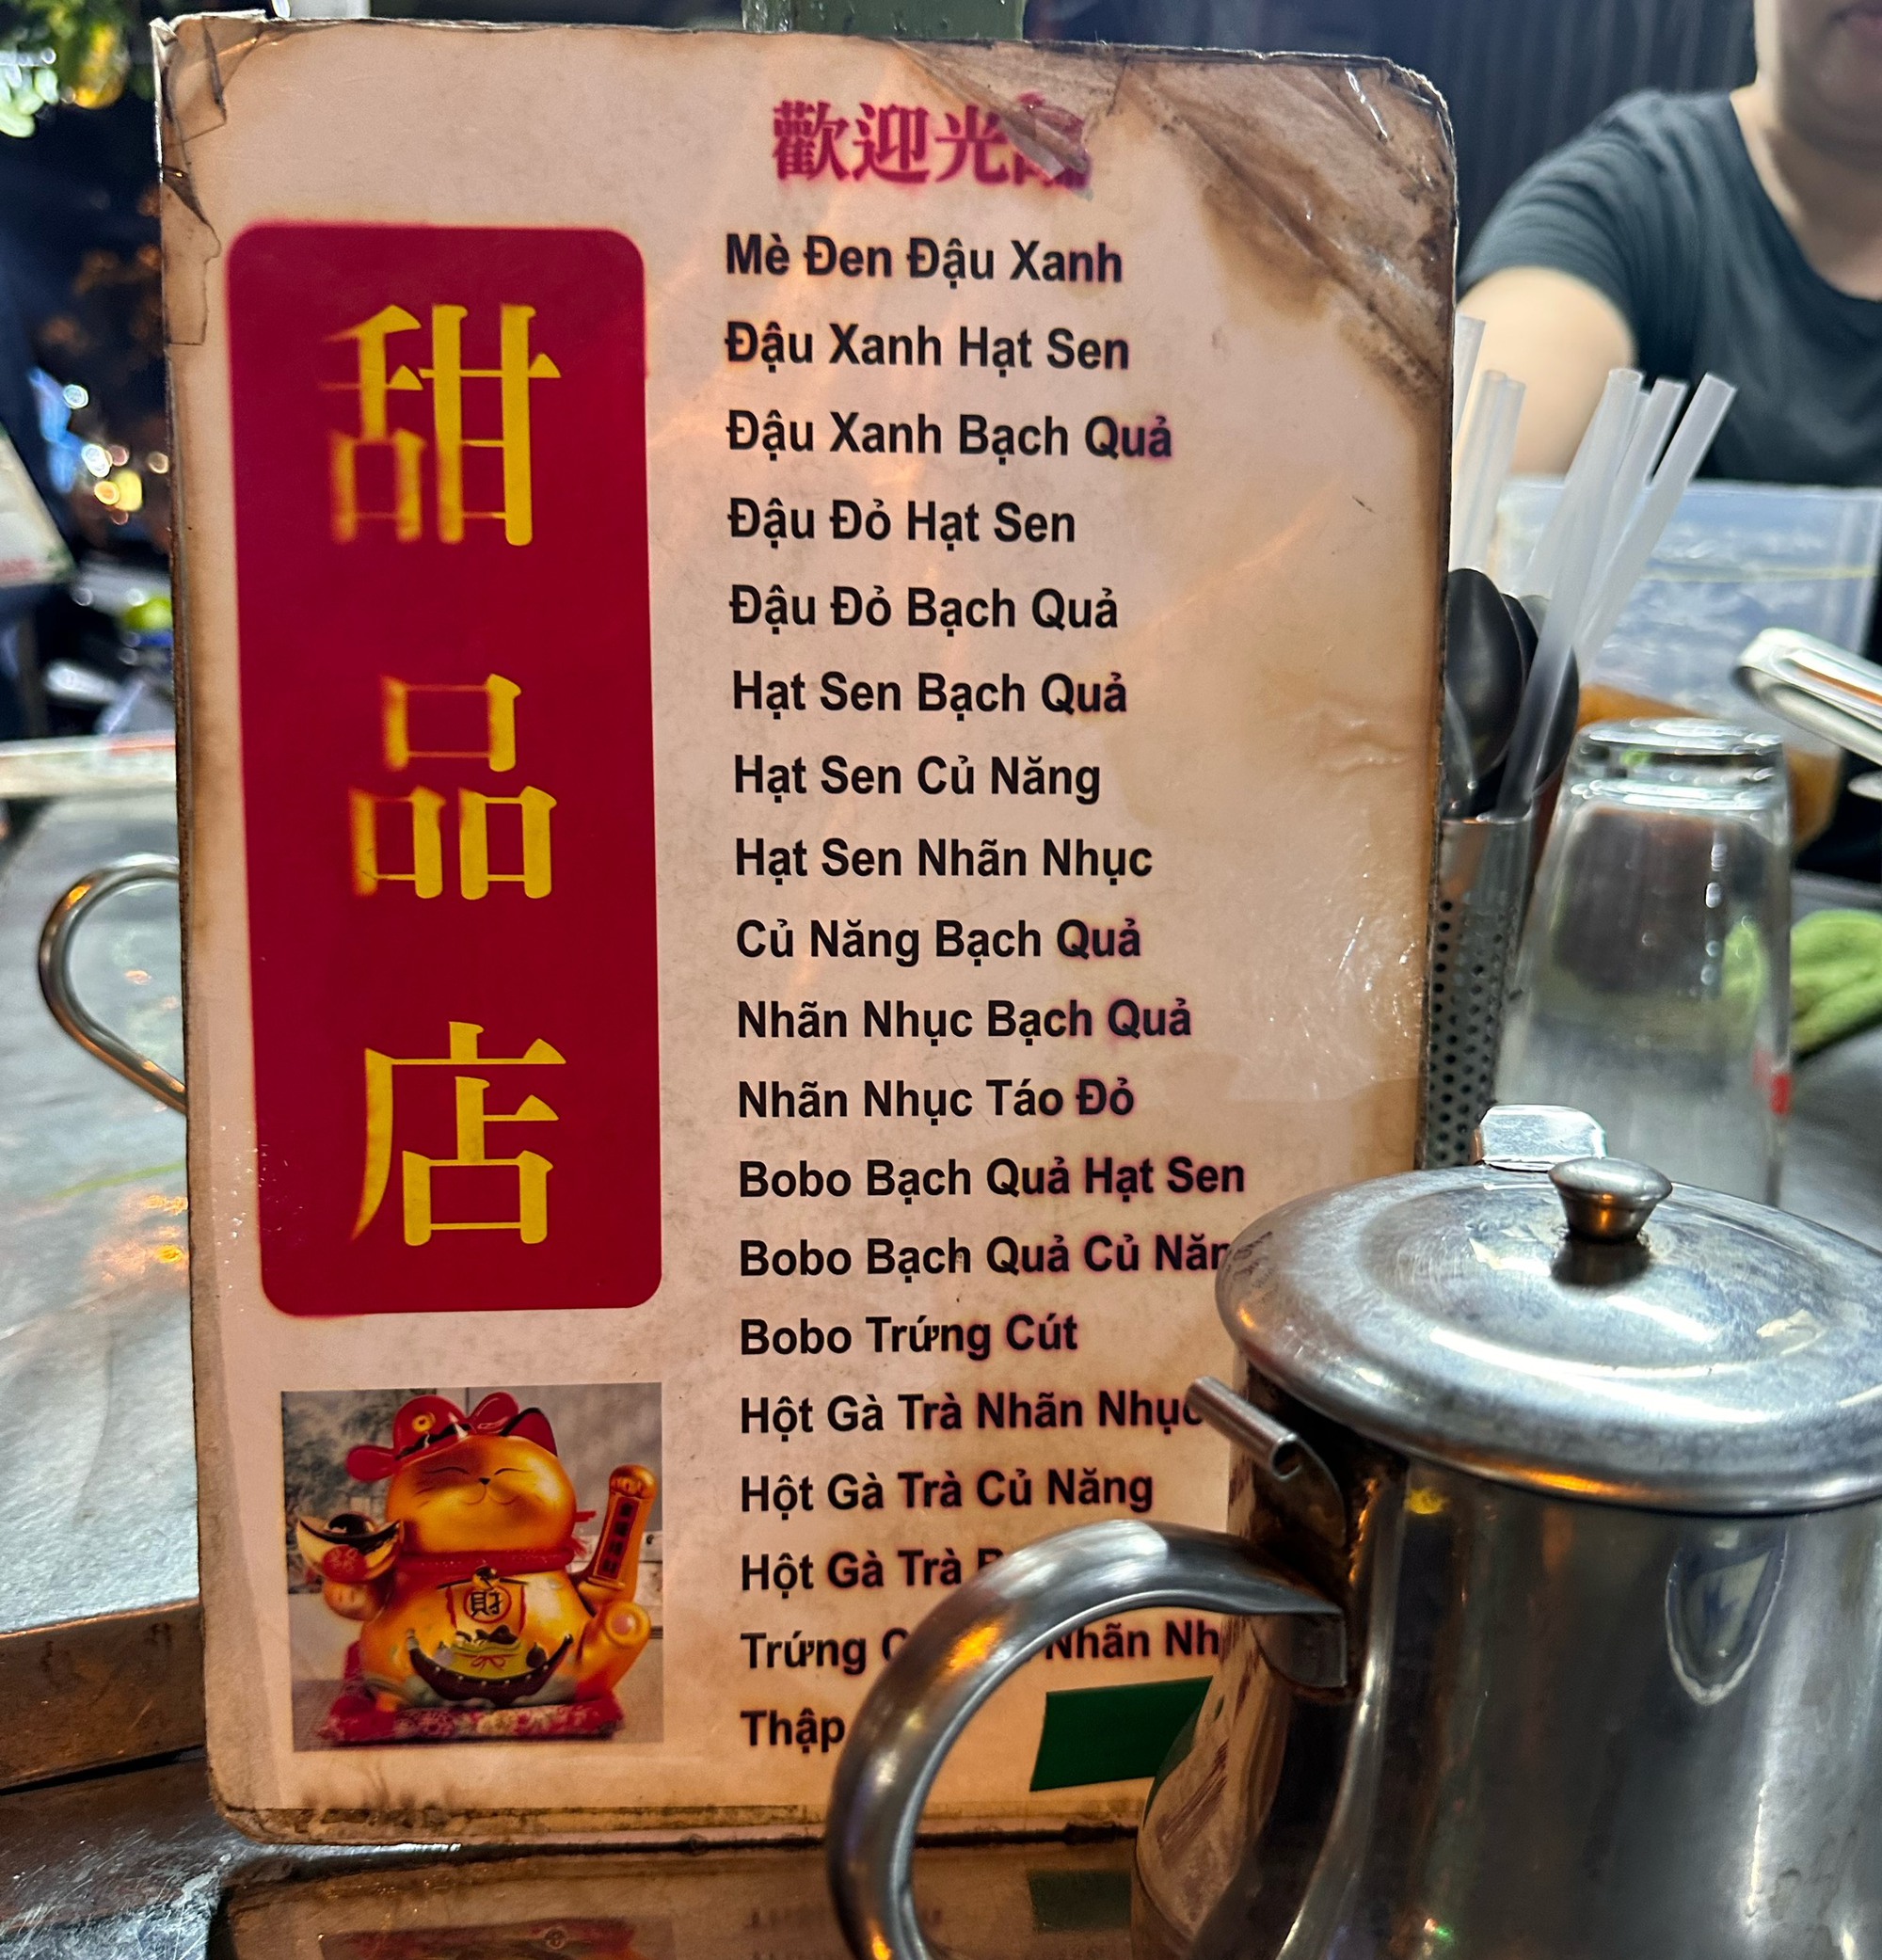 歡迎光臨
甜品店
Mè Đen Đậu Xanh
Đậu Xanh Hạt Sen
Đậu Xanh Bạch Quả
Đậu Đỏ Hạt Sen
Đậu Đỏ Bạch Quả
Hạt Sen Bạch Quả
Hạt Sen Củ Năng
Hạt Sen Nhãn Nhục
Củ Năng Bạch Quả
Nhãn Nhục Bạch Quả
Nhãn Nhục Táo Đỏ
Bobo Bạch Quả Hạt Sen
Bobo Bạch Quả Củ
Bobo Trứng Cút
Hột Gà Trà Nhãn Nhục
Hột Gà Trà Củ Năng
Hột Gà Trà
Trứng Nhãn
Thập
財